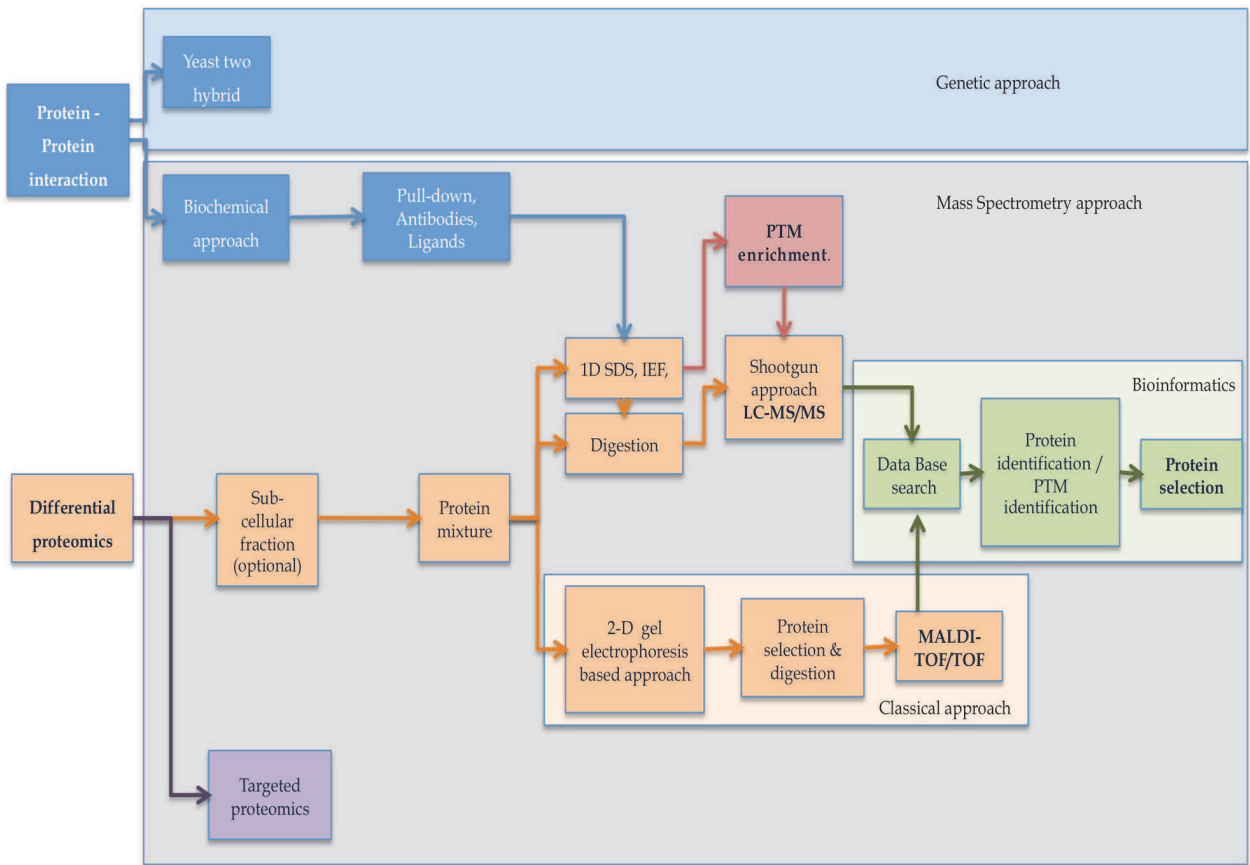 Yeast two
hybrid
Genetic approach
Protein -
Protein
interaction
Mass Spectrometry approach
Biochemical
approach
Pull-down,
Antibodies,
Ligands
PTM
enrichment.
1D SDS, IEF,
Shootgun
approach
LC-MS/MS
Digestion
Bioinformatics
Data Base
search
Protein
identification /
PTM
identification
Protein
selection
Differential
proteomics
Sub-
cellular
fraction
(optional)
Protein
mixture
2-D gel
electrophoresis
based approach
Protein
selection &
digestion
MALDI-
TOF/TOF
Classical approach
Targeted
proteomics